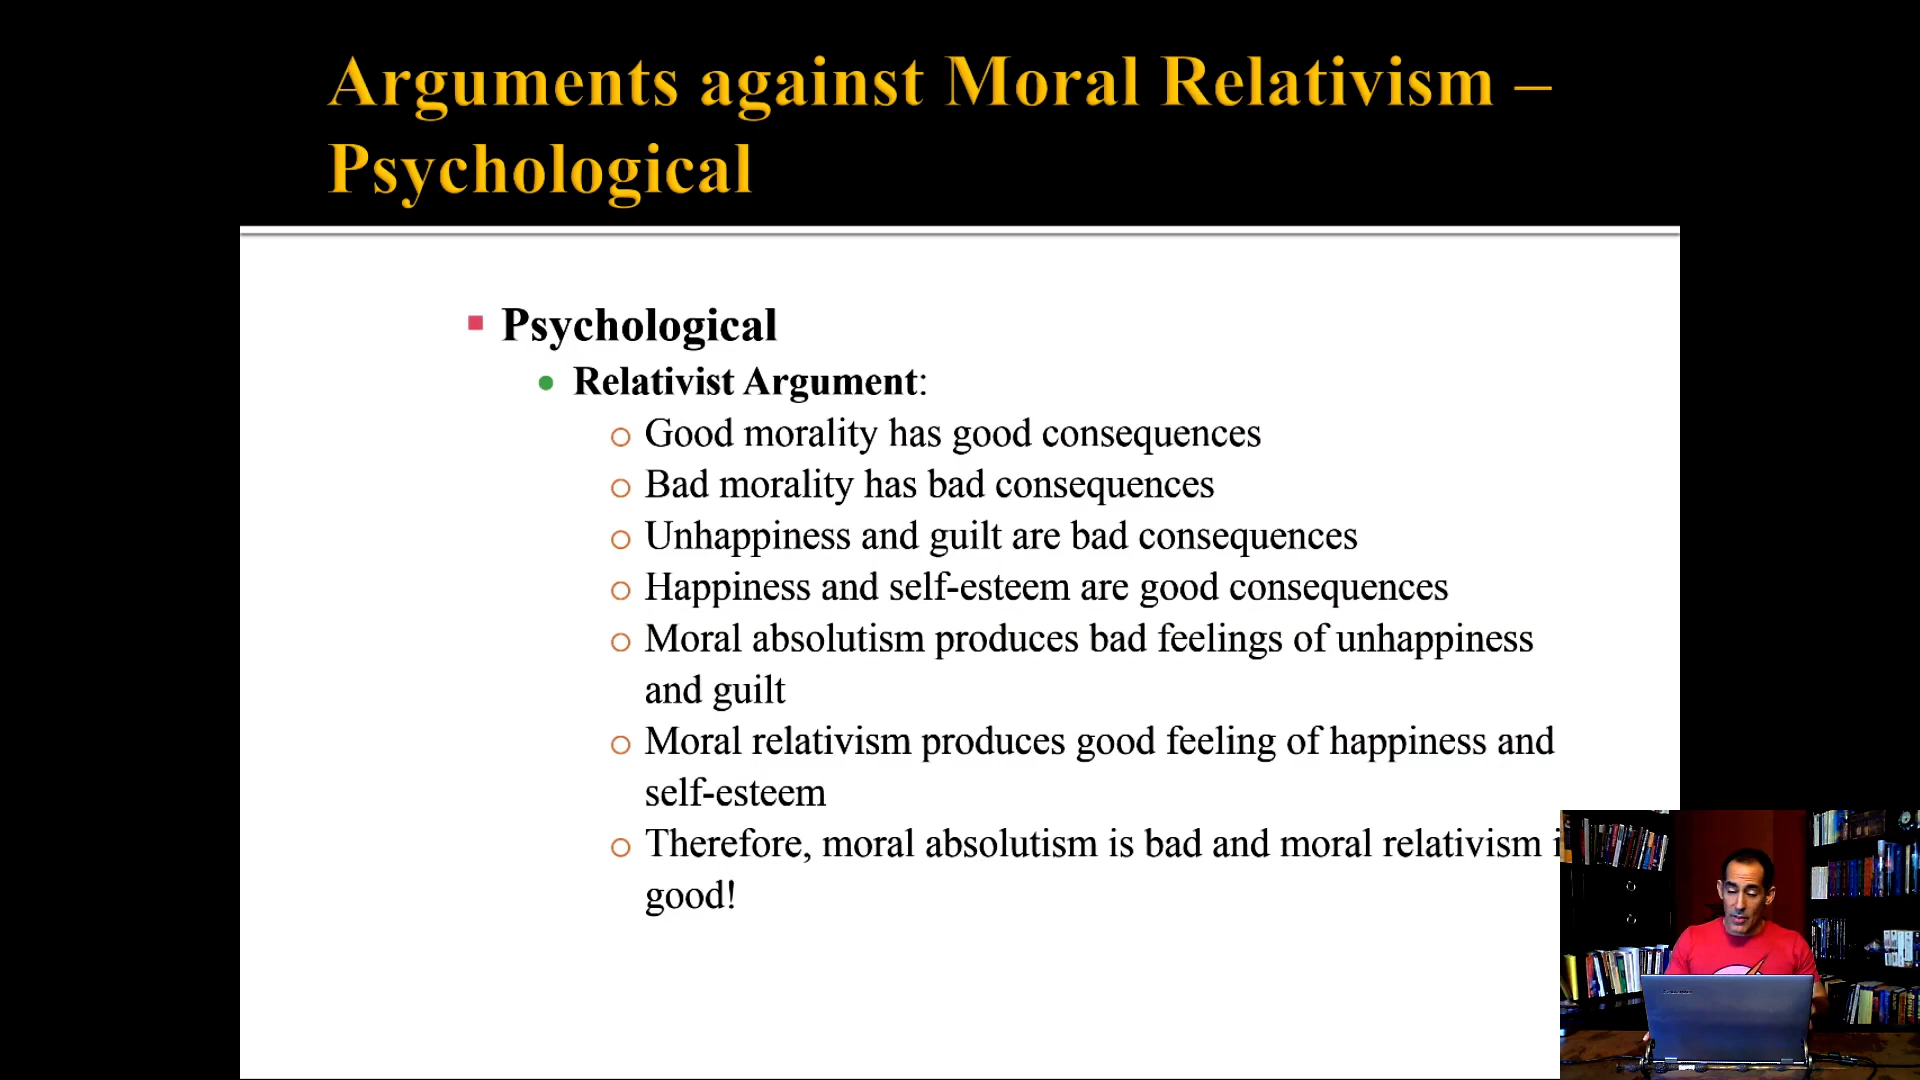 Arguments against Moral Relativism –
Psychological
Psychological
Relativist Argument:
Good morality has good consequences
Bad morality has bad consequences
Unhappiness and guilt are bad consequences
Happiness and self-esteem are good consequences
Moral absolutism produces bad feelings of unhappiness
and guilt
Moral relativism produces good feeling of happiness and
self-esteem
Therefore, moral absolutism is bad and moral relativism
good!